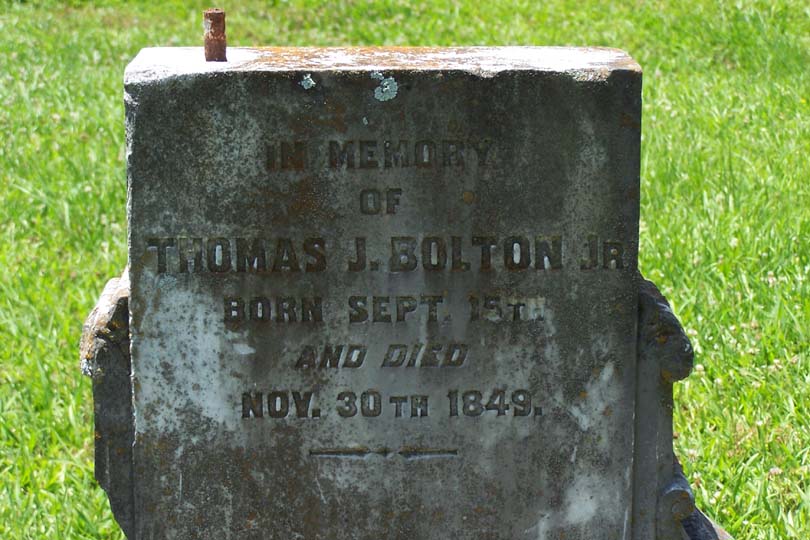 IN MEMORY
OF
THOMAS J. BOLTON JR
BORN SEPT. 15TH
AND DIED
NOV. 30TH 1849.